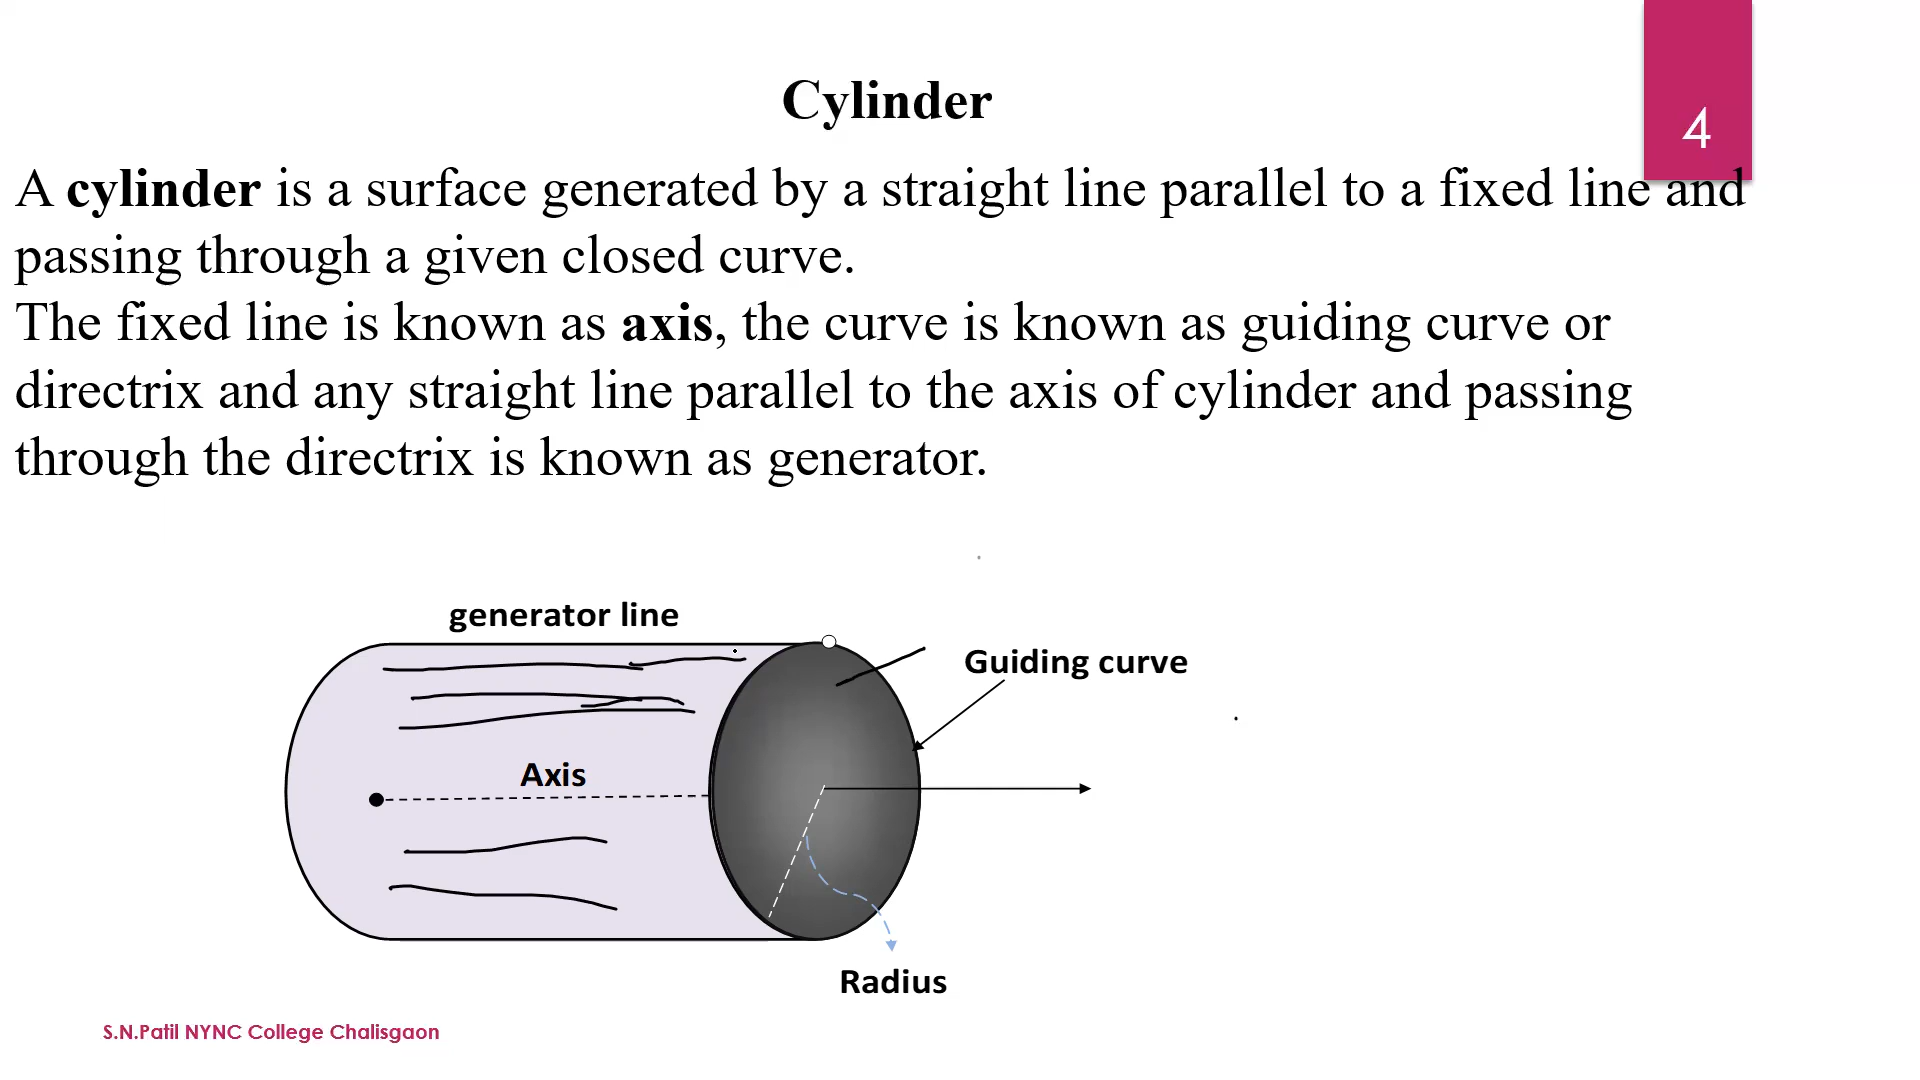 Cylinder
4
A cylinder is a surface generated by a straight line parallel to a fixed line and
passing through a given closed curve.
The fixed line is known as axis, the curve is known as guiding curve or
directrix and any straight line parallel to the axis of cylinder and passing
through the directrix is known as generator.
generator line
Guiding curve
Axis
Radius
S.N.Patil NYNC College Chalisgaon